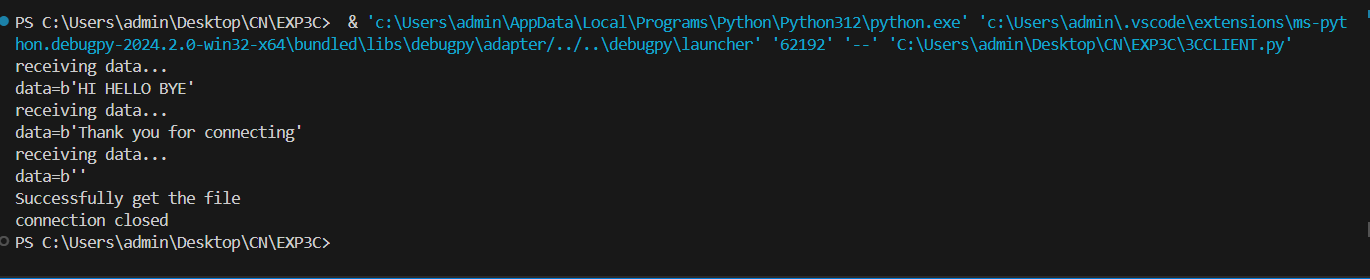 PS C:\Users\admin\Desktop\CN\EXP3C>  & 'c:\Users\admin\AppData\Local\Programs\Python\Python312\python.exe' 'c:\Users\admin\.vscode\extensions\ms-pyt
hon.debugpy-2024.2.0-win32-x64\bundled\libs\debugpy\adapter/../..\debugpy\launcher' '62192' '--' 'C:\Users\admin\Desktop\CN\EXP3C\3CCLIENT.py'
receiving data...
data=b'HI HELLO BYE'
receiving data...
data=b'Thank you for connecting'
receiving data...
data=b''
Successfully get the file
connection closed
PS C:\Users\admin\Desktop\CN\EXP3C>